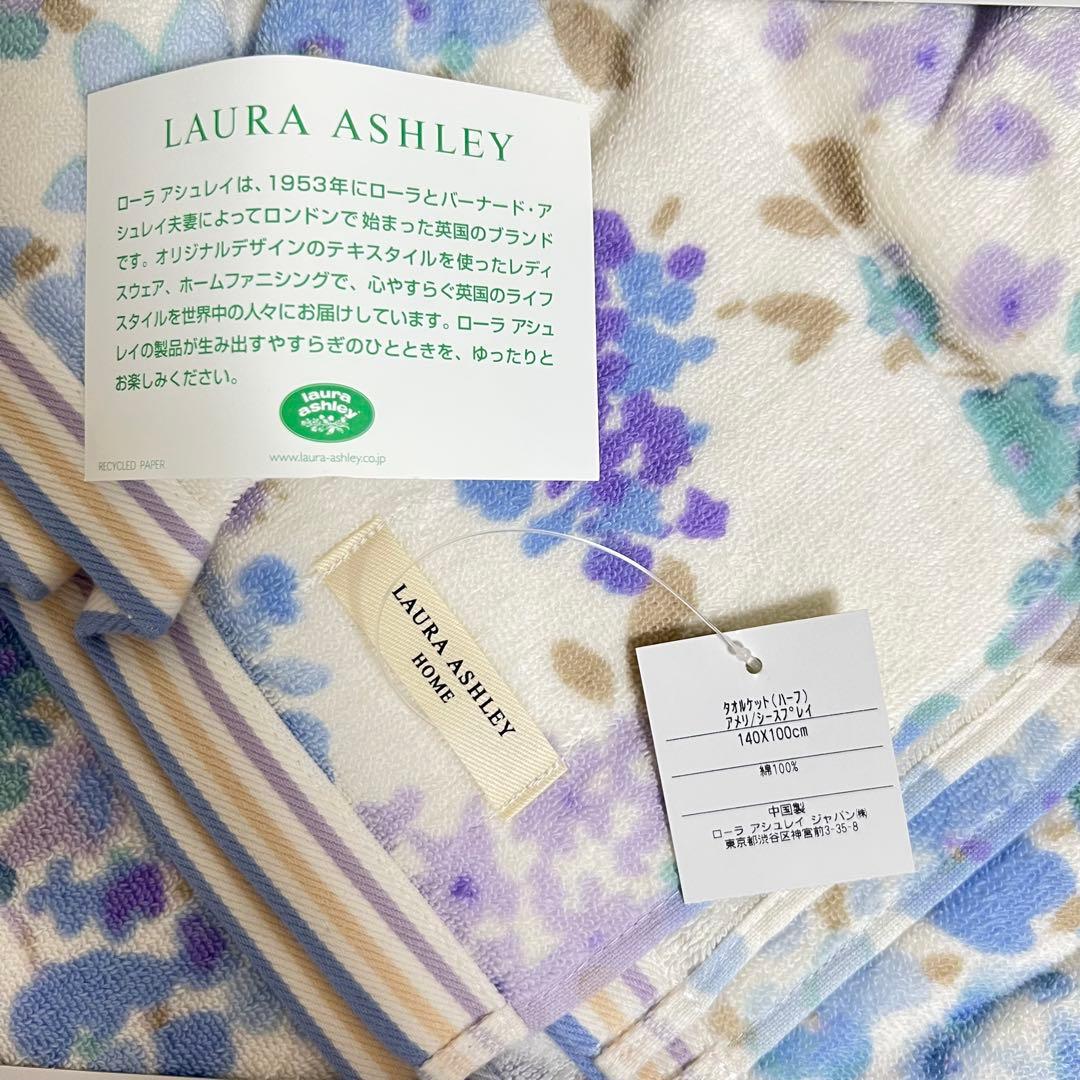 LAURA ASHLEY
ローラ アシュレイは、1953年にローラとバーナード・ア
シュレイ夫妻によってロンドンで始まった英国のブランド
です。オリジナルデザインのテキスタイルを使ったレディ
スウェア、ホームファニシングで、心やすらぐ英国のライフ
スタイルを世界中の人々にお届けしています。ローラ アシュ
レイの製品が生み出すやすらぎのひとときを、ゆったりと
お楽しみください。
laura
ashley
RECYCLED PAPER
www.laura-ashley.co.jp
LAURA ASHLEY
HOME
タオルケット(ハーフ)
アメリ/シースプレイ
140X100cm
綿100%
中国製
ローラ アシュレイ ジャパン㈱
東京都渋谷区神宮前3-35-8